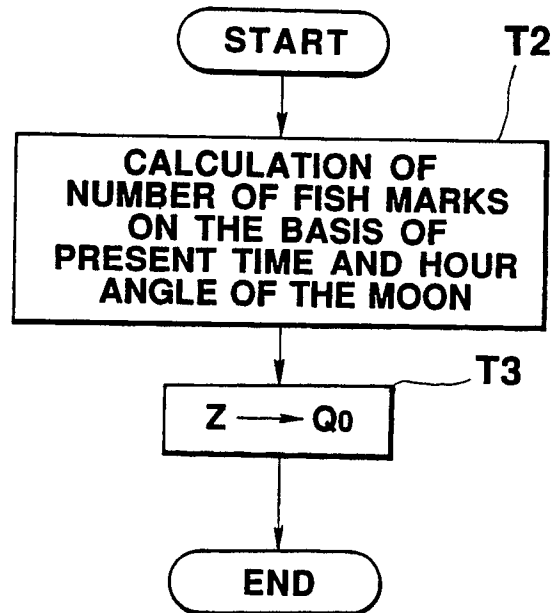 START
T2
CALCULATION OF
NUMBER OF FISH MARKS
ON THE BASIS OF
PRESENT TIME AND HOUR
ANGLE OF THE MOON
T3
Z → Q0
END